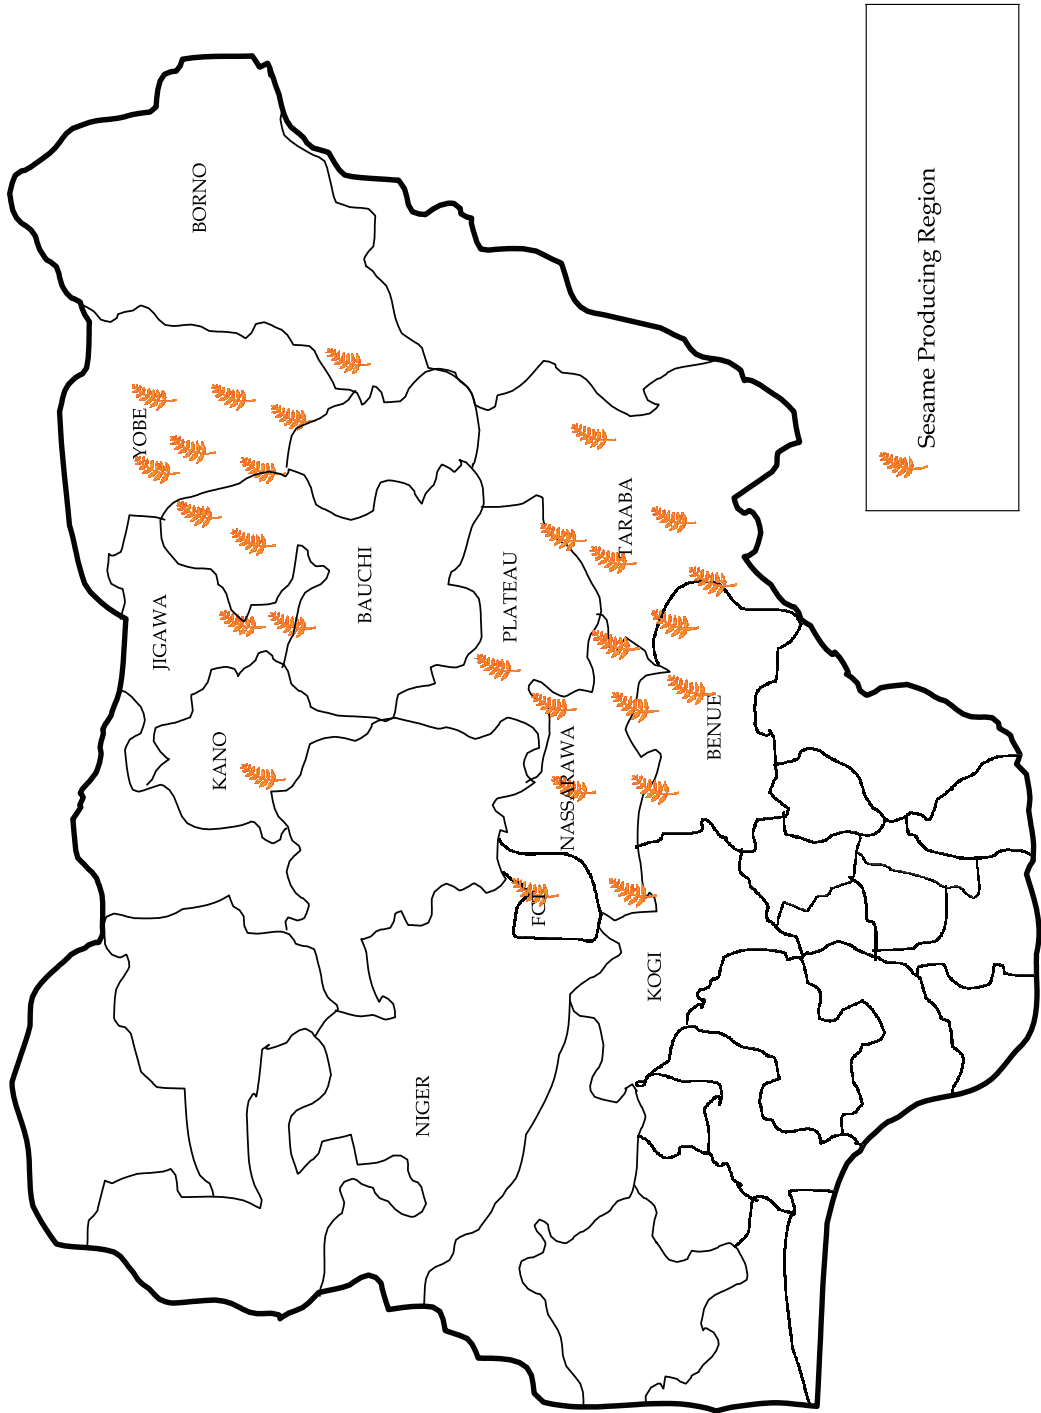 BORNO
YOBE
JIGAWA
KANO
BAUCHI
PLATEAU
TARABA
NASSARAWA
BENUE
FCT
KOGI
NIGER
Sesame Producing Region